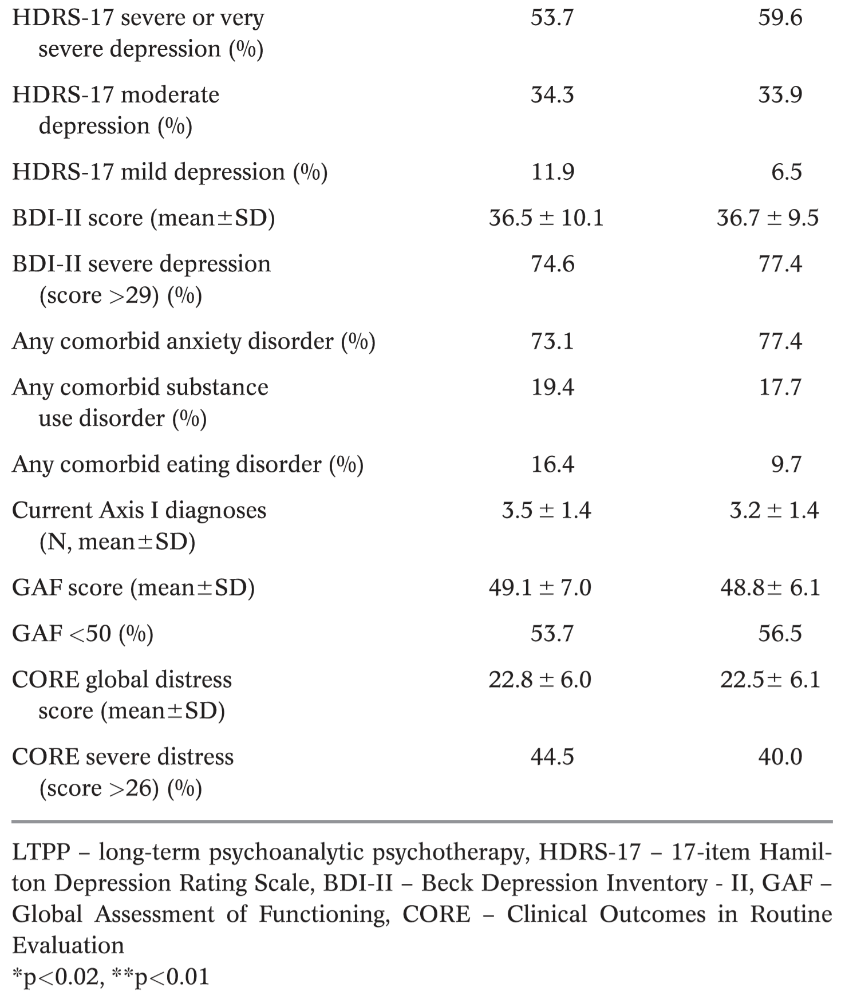 HDRS-17 severe or very 53.7 59.6
severe depression (%)
HDRS-17 moderate 34.3 33.9
depression (%)
HDRS-17 mild depression (%) 11.9 6.5
BDI-II score (mean±SD) 36.5 ± 10.1 36.7 ± 9.5
BDI-II severe depression 74.6 77.4
(score >29) (%)
Any comorbid anxiety disorder (%) 73.1 77.4
Any comorbid substance 19.4 17.7
use disorder (%)
Any comorbid eating disorder (%) 16.4 9.7
Current Axis I diagnoses 3.5 ± 1.4 3.2 ± 1.4
(N, mean±SD)
GAF score (mean±SD) 49.1 ± 7.0 48.8± 6.1
GAF <50 (%) 53.7 56.5
CORE global distress 22.8 ± 6.0 22.5± 6.1
score (mean±SD)
CORE severe distress 44.5 40.0
(score >26) (%)
LTPP – long-term psychoanalytic psychotherapy, HDRS-17 – 17-item Hamil-
ton Depression Rating Scale, BDI-II – Beck Depression Inventory - II, GAF –
Global Assessment of Functioning, CORE – Clinical Outcomes in Routine
Evaluation
*p<0.02, **p<0.01